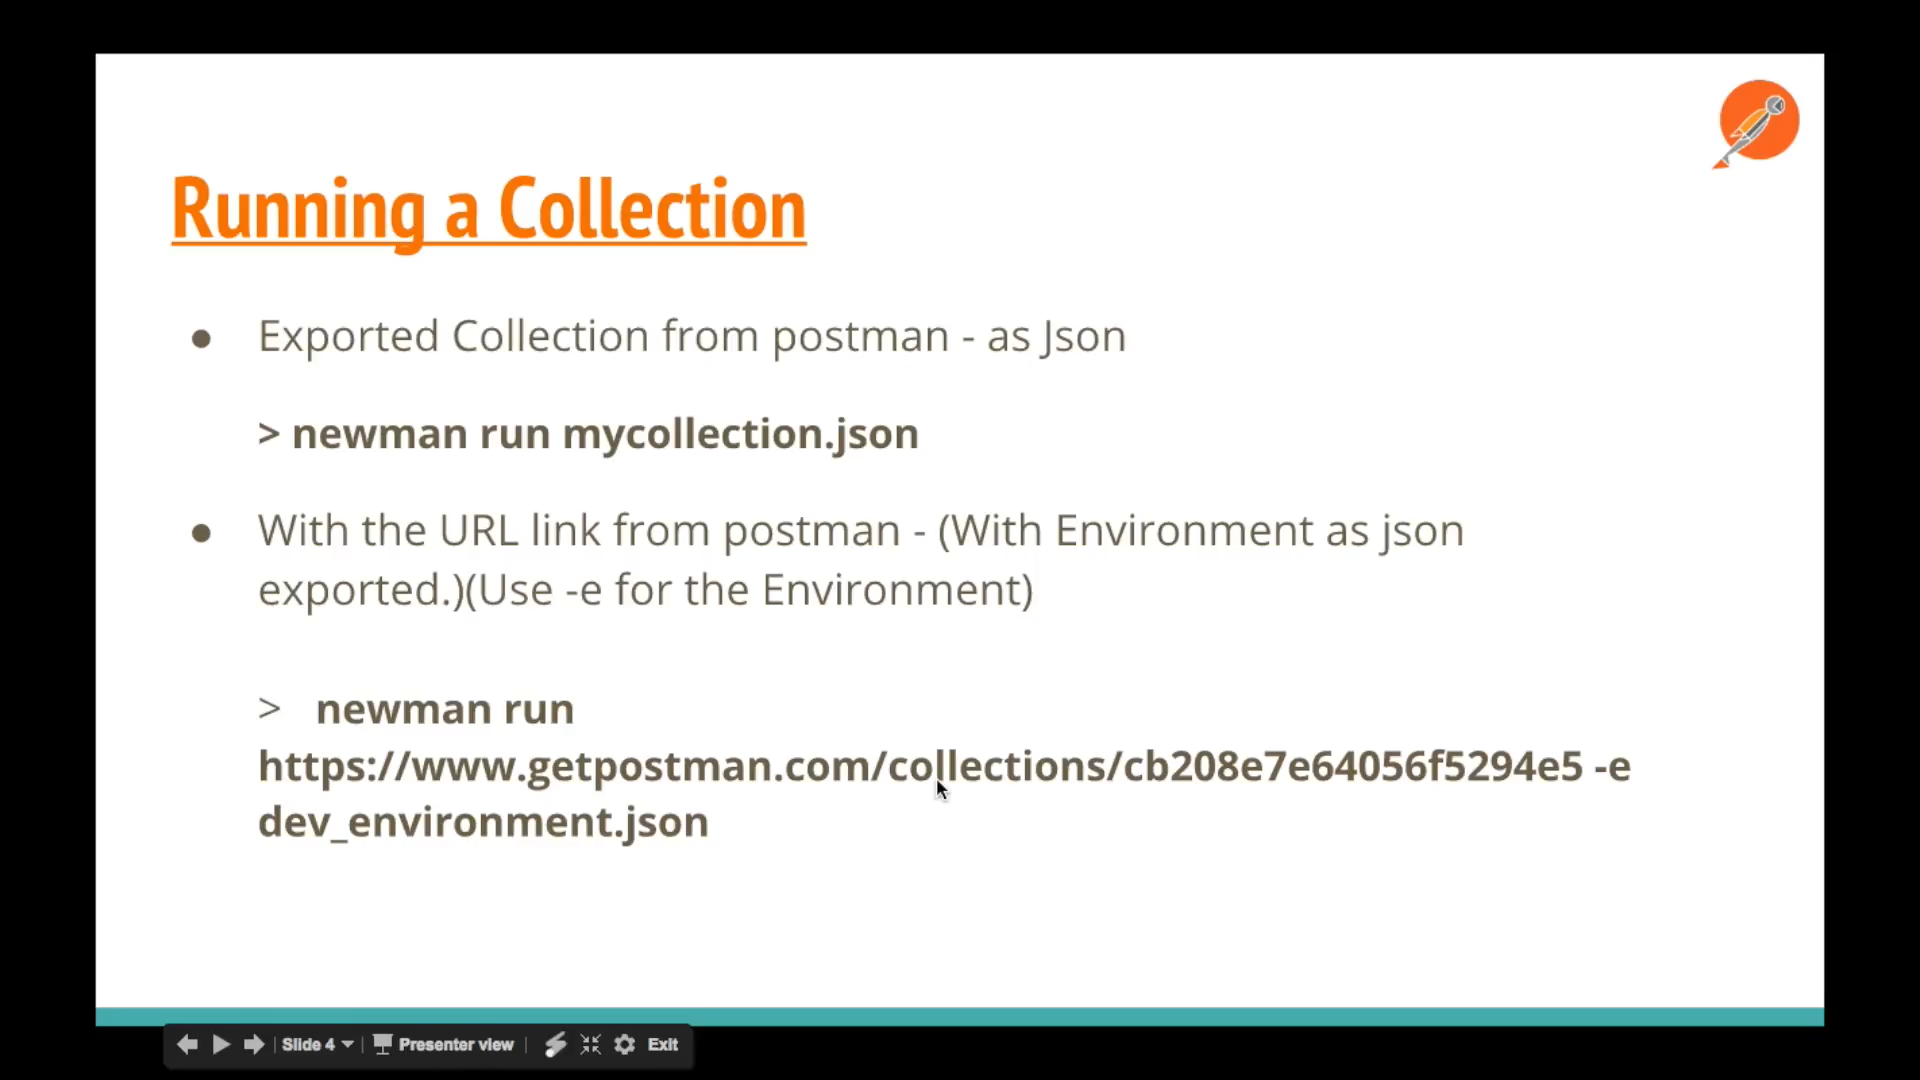 Running a Collection
● Exported Collection from postman - as Json
> newman run mycollection.json
● With the URL link from postman - (With Environment as json
exported.)(Use -e for the Environment)
> newman run
https://www.getpostman.com/collections/cb208e7e64056f5294e5 -e
dev_environment.json
Slide 4 Presenter view Exit